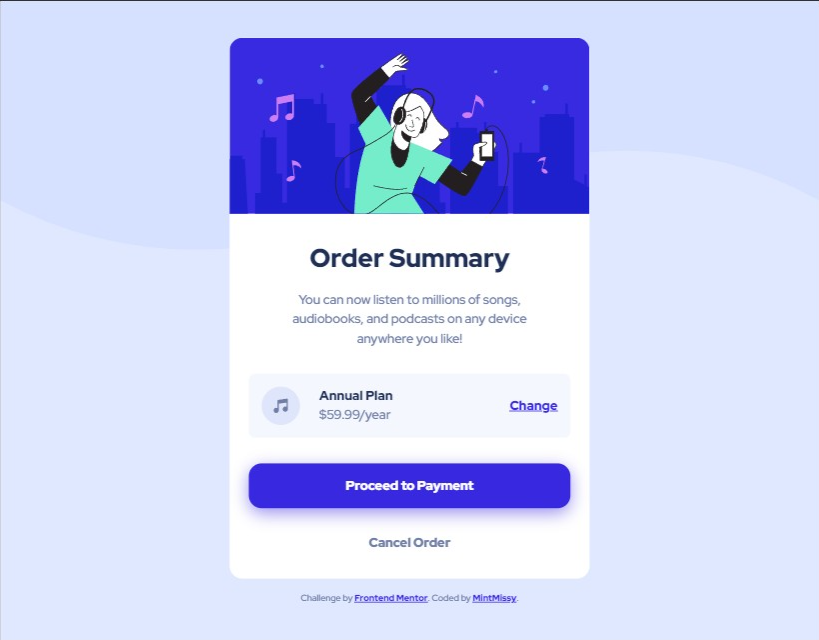 Order Summary
You can now listen to millions of songs,
audiobooks, and podcasts on any device
anywhere you like!
Annual Plan
$59.99/year
Change
Proceed to Payment
Cancel Order
Challenge by Frontend Mentor. Coded by MintMissy.